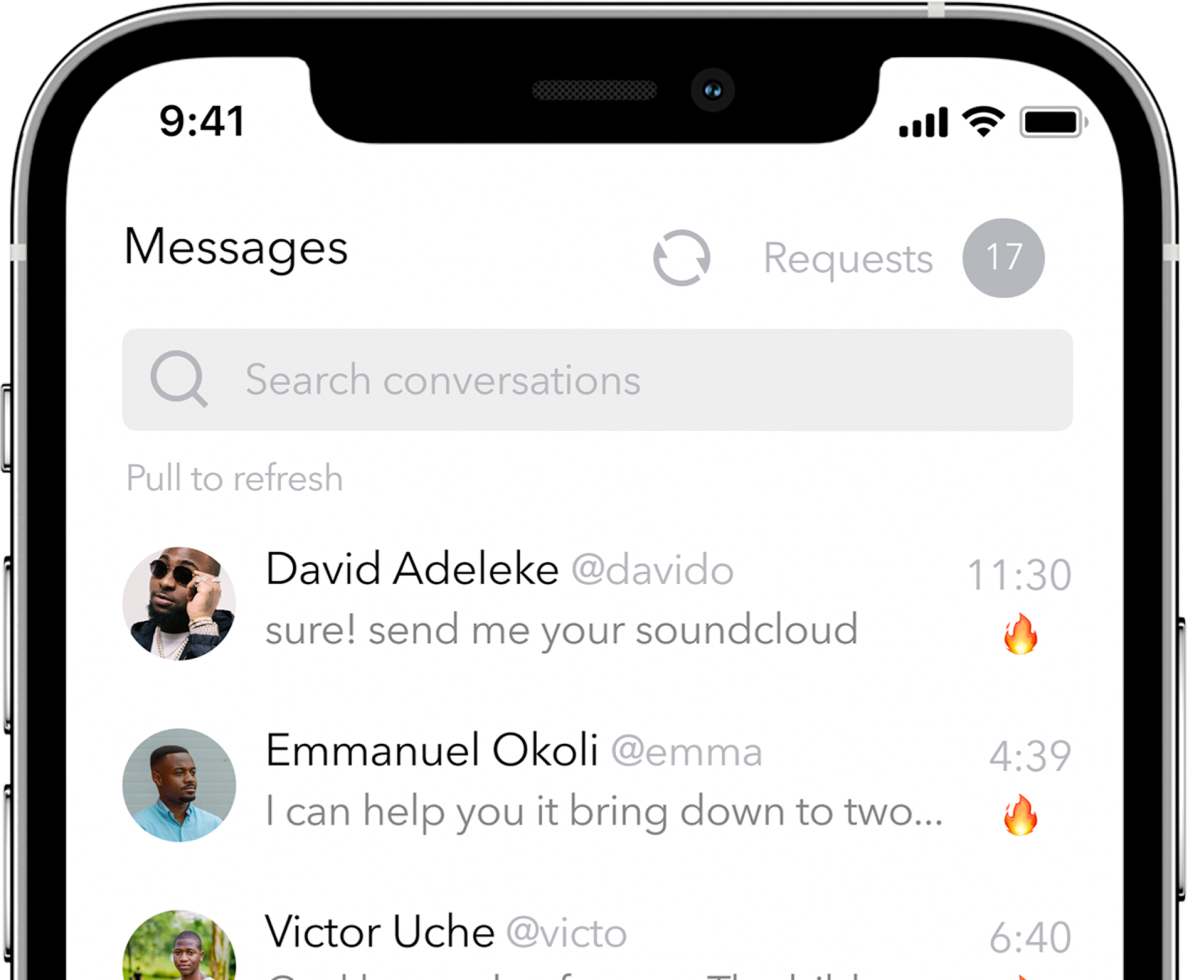 9:41
Messages Requests 17
Search conversations
Pull to refresh
David Adeleke @davido 11:30
sure! send me your soundcloud 🔥
Emmanuel Okoli @emma 4:39
I can help you it bring down to two... 🔥
Victor Uche @victo 6:40